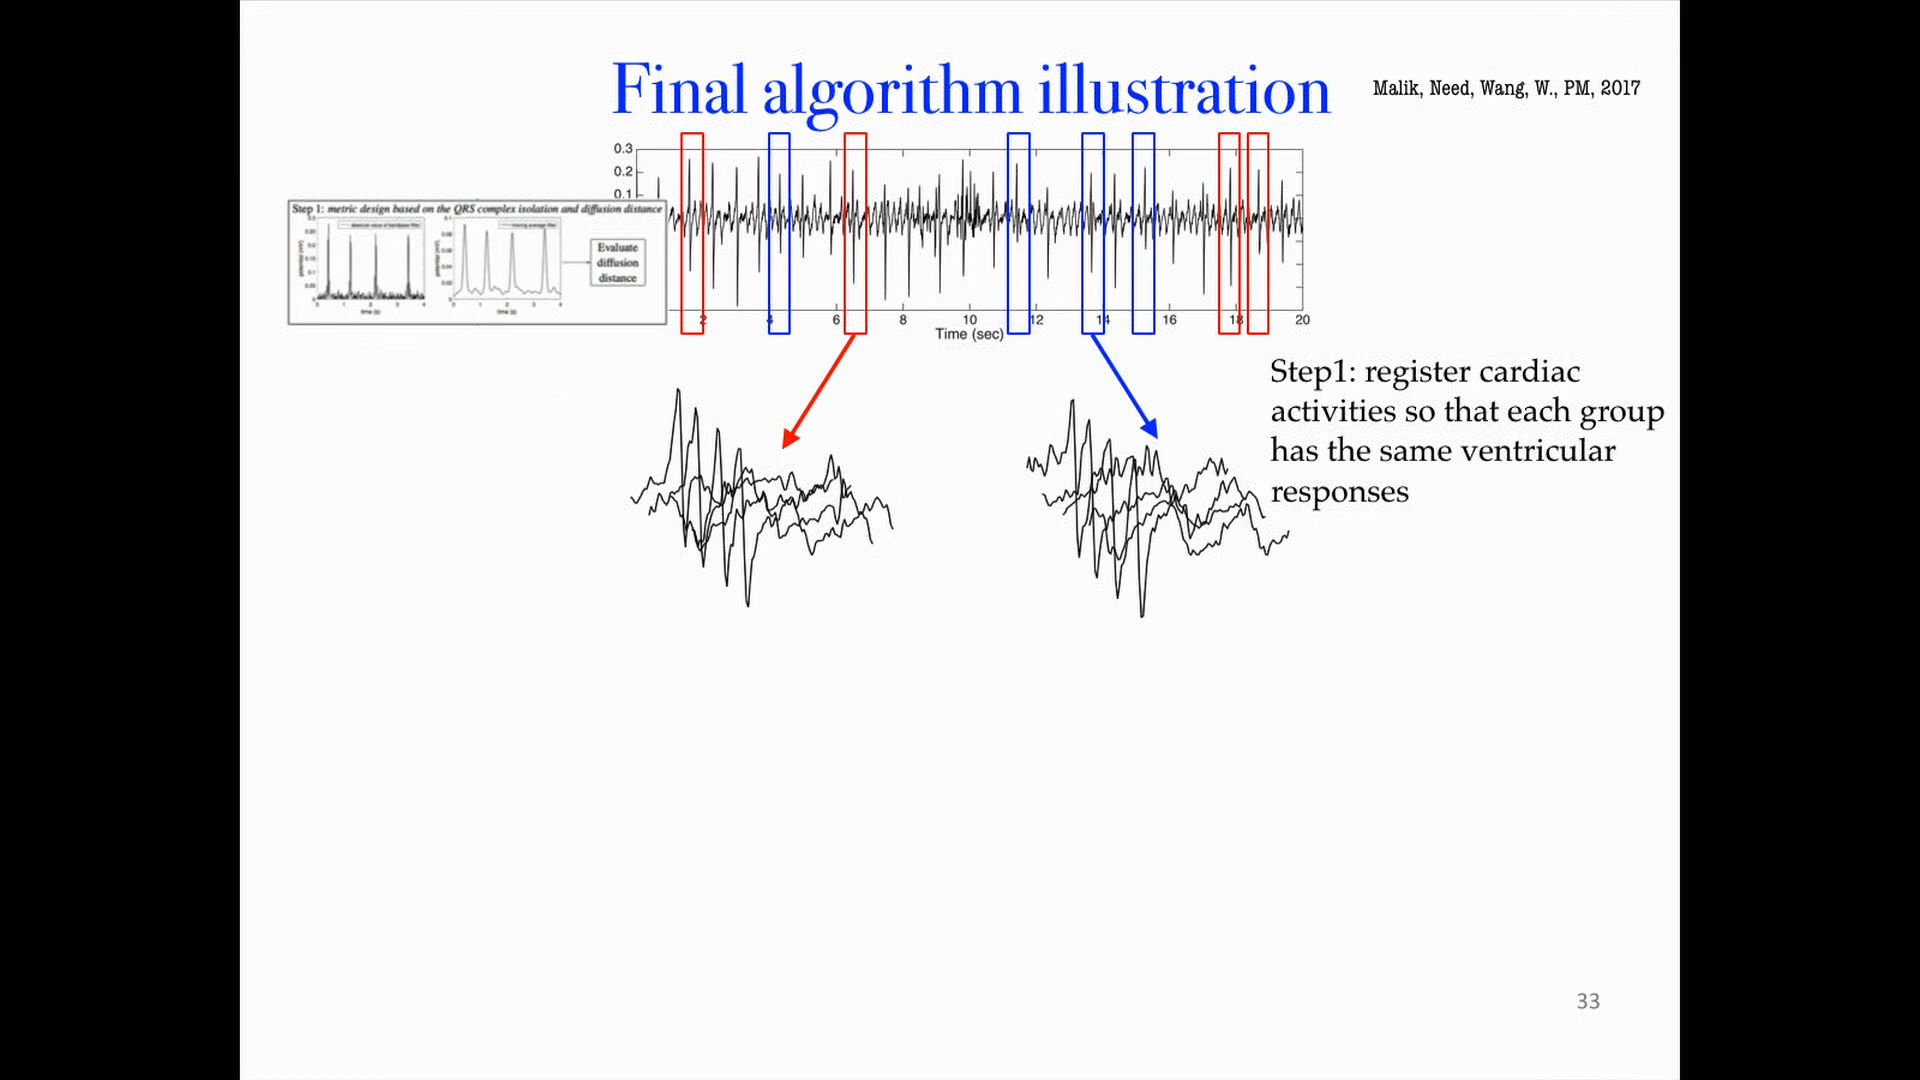 Final algorithm illustration
Malik, Need, Wang, W., PM, 2017
0.3
0.2
0.1
Step 1: metric design based on the QRS complex isolation and diffusion distance
Evaluate
diffusion
distance
time (s)
time (s)
2 4 6 8 10 12 14 16 18 20
Time (sec)
Step1: register cardiac
activities so that each group
has the same ventricular
responses
33